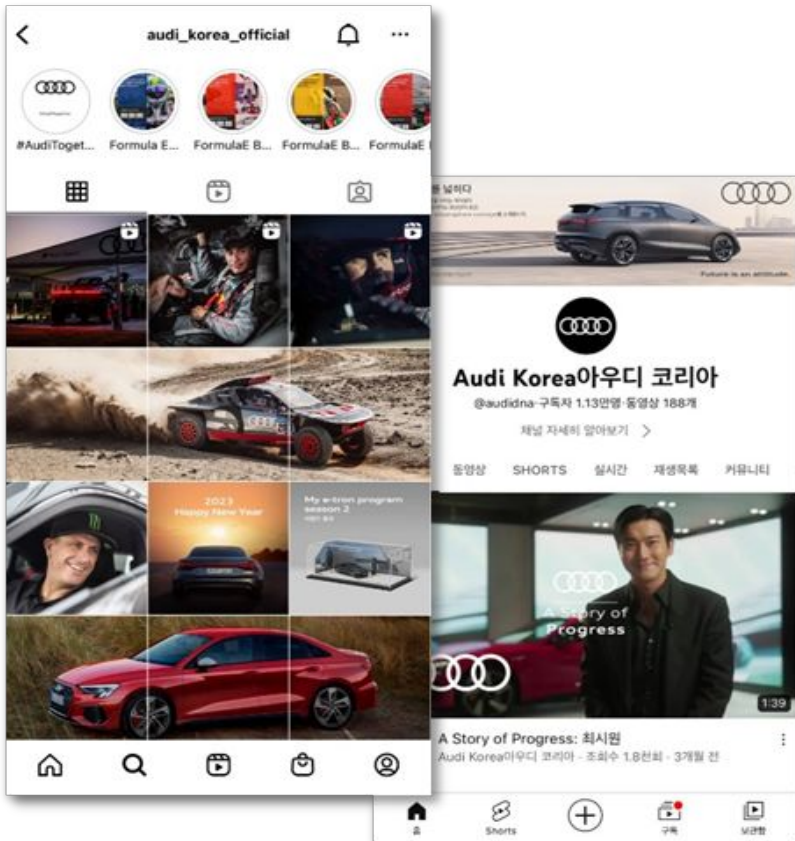 audi_korea_official
#AudiToget...
Formula E...
FormulaE B...
FormulaE B...
FormulaE
2023
Happy New Year
My e-tron program
season 2
를 넘히다
Future is an attitude.
Audi Korea아우디 코리아
@audidna·구독자 1.13만명·동영상 188개
채널 자세히 알아보기
동영상
SHORTS
실시간
재생목록
커뮤니티
A Story of
Progress
1:39
A Story of Progress: 최시원
Audi Korea아우디 코리아 · 조회수 1.8천회 · 3개월 전
홈
Shorts
구독
보관함